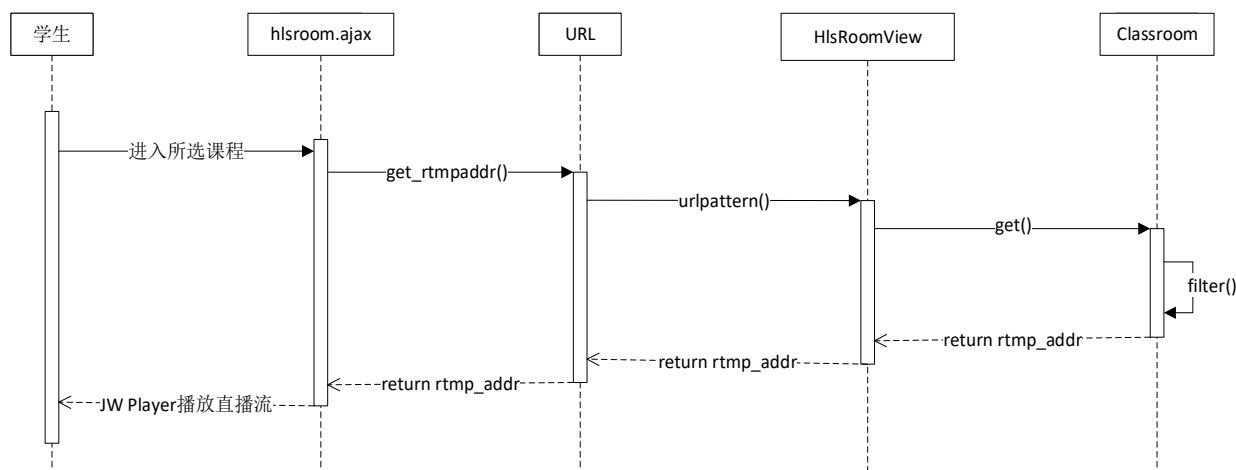 学生
hlsroom.ajax
URL
HlsRoomView
Classroom
进入所选课程
get_rtmpaddr()
urlpattern()
get()
filter()
return rtmp_addr
return rtmp_addr
return rtmp_addr
JW Player播放直播流